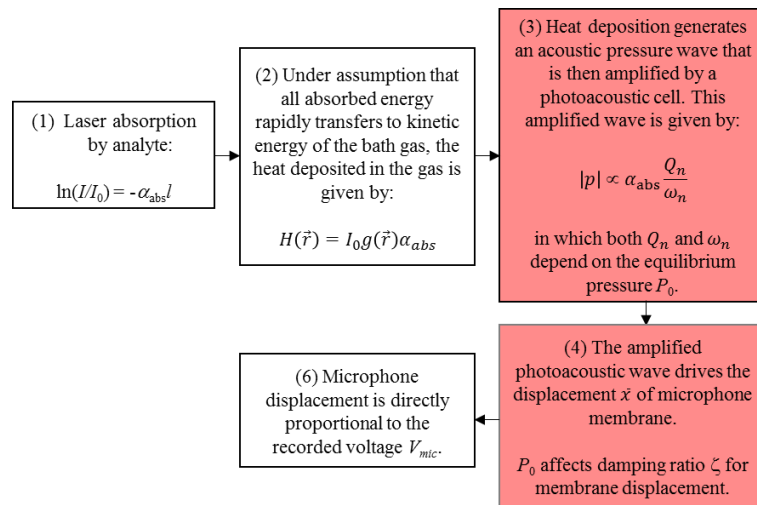 (1) Laser absorption
by analyte:
ln(I/I₀) = -α_abs l
(2) Under assumption that
all absorbed energy
rapidly transfers to kinetic
energy of the bath gas, the
heat deposited in the gas is
given by:
H(r⃗) = I₀g(r⃗)α_abs
(3) Heat deposition generates
an acoustic pressure wave that
is then amplified by a
photoacoustic cell. This
amplified wave is given by:
|p| ∝ α_abs Qₙ/ωₙ
in which both Qₙ and ωₙ
depend on the equilibrium
pressure P₀.
(4) The amplified
photoacoustic wave drives the
displacement x̄ of microphone
membrane.
P₀ affects damping ratio ζ for
membrane displacement.
(6) Microphone
displacement is directly
proportional to the
recorded voltage V_mic.